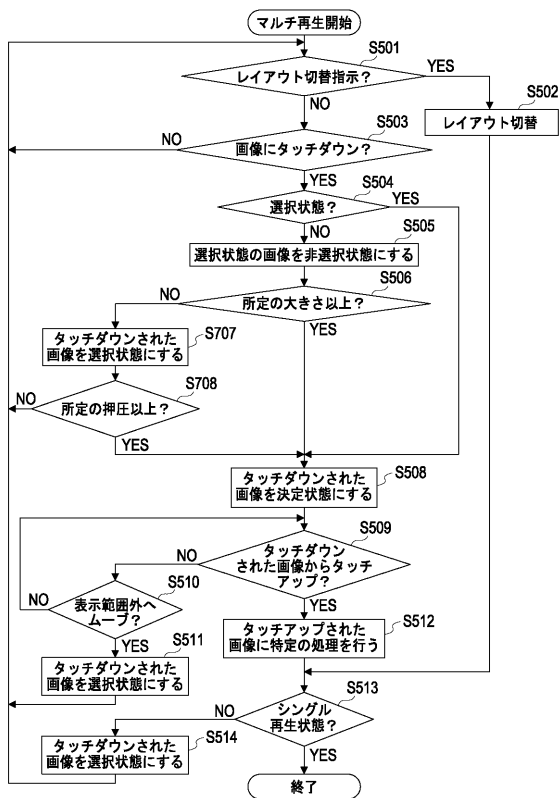 マルチ再生開始
S501
レイアウト切替指示?
YES
S502
レイアウト切替
NO
S503
画像にタッチダウン?
NO
YES
S504
選択状態?
YES
NO
S505
選択状態の画像を非選択状態にする
S506
所定の大きさ以上?
NO
YES
S707
タッチダウンされた
画像を選択状態にする
S708
所定の押圧以上?
NO
YES
S508
タッチダウンされた
画像を決定状態にする
S509
タッチダウン
された画像からタッチ
アップ?
NO
YES
S510
表示範囲外へ
ムーブ?
NO
YES
S512
タッチアップされた
画像に特定の処理を行う
S511
タッチダウンされた
画像を選択状態にする
S513
シングル
再生状態?
NO
YES
S514
タッチダウンされた
画像を選択状態にする
終了